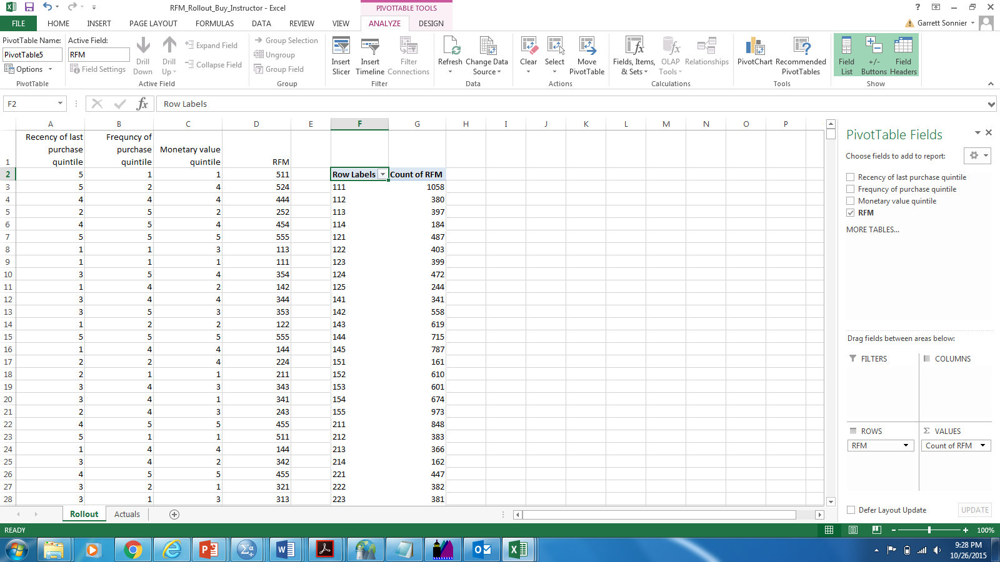 RFM_Rollout_Buy_Instructor - Excel
PIVOTTABLE TOOLS
?
FILE HOME INSERT PAGE LAYOUT FORMULAS DATA REVIEW VIEW ANALYZE DESIGN
Garrett Sonnier
PivotTable Name:
PivotTable5
Options
PivotTable
Active Field:
RFM
Field Settings
Drill Down
Drill Up
Expand Field
Collapse Field
Active Field
Group Selection
Ungroup
Group Field
Group
Insert Slicer
Insert Timeline
Filter Connections
Filter
Refresh
Change Data Source
Data
Clear
Select
Move PivotTable
Actions
Fields, Items, & Sets
OLAP Tools
Relationships
Calculations
PivotChart
Recommended PivotTables
Tools
Field List
+/- Buttons
Field Headers
Show
F2
fx
Row Labels
A B C D E F G H I J K L M N O P
1 Recency of last purchase quintile Frequncy of purchase quintile Monetary value quintile RFM
2 5 1 1 511 Row Labels Count of RFM
3 5 2 4 524 111 1058
4 4 4 4 444 112 380
5 2 5 2 252 113 397
6 4 5 4 454 114 184
7 5 5 5 555 121 487
8 1 1 3 113 122 403
9 1 1 1 111 123 399
10 3 5 4 354 124 472
11 1 4 2 142 125 244
12 3 4 4 344 141 341
13 3 5 3 353 142 558
14 1 2 2 122 143 619
15 5 5 5 555 144 715
16 1 4 4 144 145 787
17 2 2 4 224 151 161
18 2 1 1 211 152 610
19 3 4 3 343 153 601
20 3 4 1 341 154 674
21 2 4 3 243 155 973
22 4 5 5 455 211 848
23 5 1 1 511 212 383
24 1 4 4 144 213 366
25 3 4 2 342 214 162
26 4 5 5 455 221 447
27 3 2 1 321 222 382
28 3 1 3 313 223 381
PivotTable Fields
Choose fields to add to report:
Recency of last purchase quintile
Frequncy of purchase quintile
Monetary value quintile
RFM
MORE TABLES...
Drag fields between areas below:
FILTERS
COLUMNS
ROWS
RFM
Σ VALUES
Count of RFM
Defer Layout Update
UPDATE
Rollout Actuals
READY
100%
9:28 PM
10/26/2015